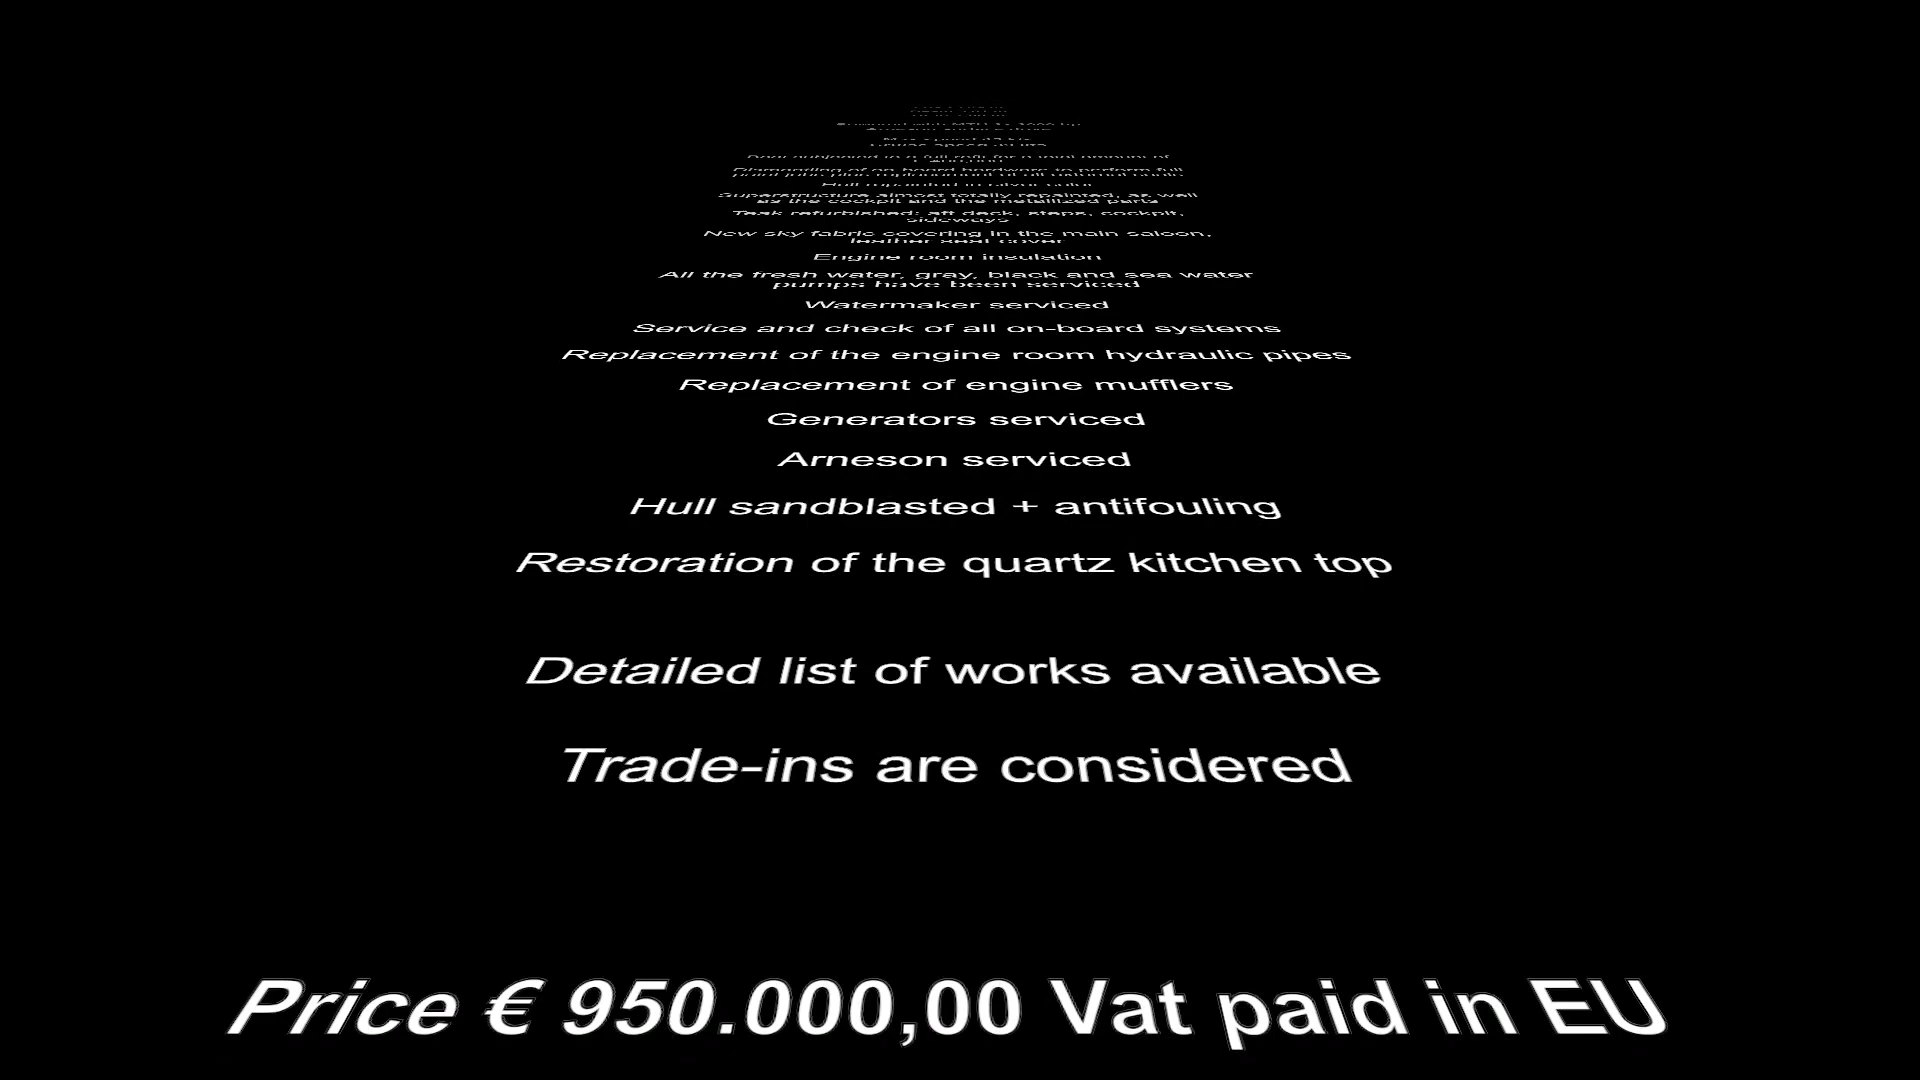 Hull repainted in silver color
Superstructure almost totally repainted, as well
as the cockpit and the metallized parts
Teak refurbished: aft deck, steps, cockpit,
sideways
New sky fabric covering in the main saloon,
leather seat cover
Engine room insulation
All the fresh water, gray, black and sea water
pumps have been serviced
Watermaker serviced
Service and check of all on-board systems
Replacement of the engine room hydraulic pipes
Replacement of engine mufflers
Generators serviced
Arneson serviced
Hull sandblasted + antifouling
Restoration of the quartz kitchen top
Detailed list of works available
Trade-ins are considered
Price € 950.000,00 Vat paid in EU